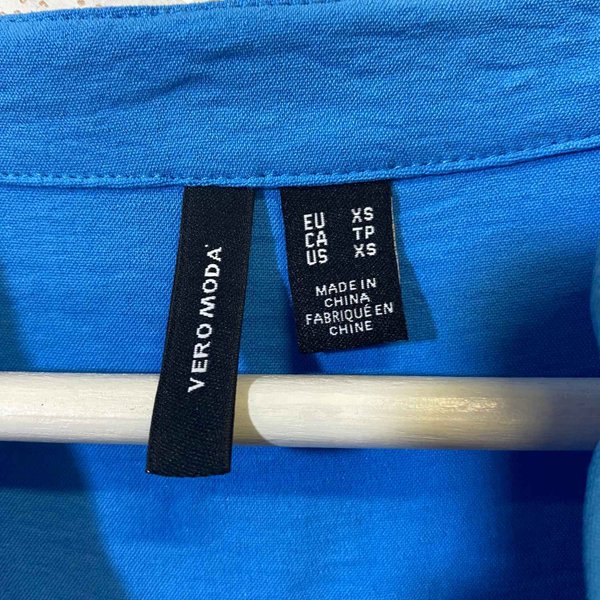 VERO MODA
EU XS
CA TP
US XS
MADE IN
CHINA
FABRIQUÉ EN
CHINE